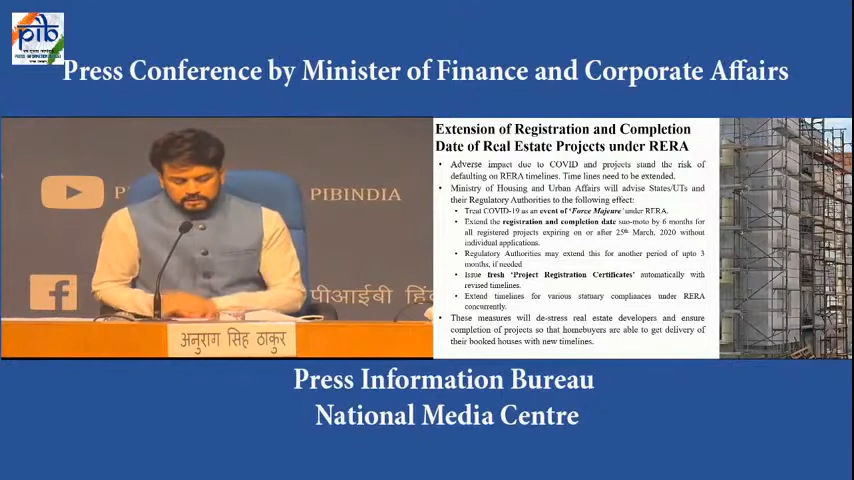 pib
PRESS INFORMATION BUREAU
Press Conference by Minister of Finance and Corporate Affairs
PIBINDIA
पीआईबी हिं
अनुराग सिंह ठाकुर
Extension of Registration and Completion
Date of Real Estate Projects under RERA
• Adverse impact due to COVID and projects stand the risk of
defaulting on RERA timelines. Time lines need to be extended.
• Ministry of Housing and Urban Affairs will advise States/UTs and
their Regulatory Authorities to the following effect:
• Treat COVID-19 as an event of 'Force Majeure' under RERA.
• Extend the registration and completion date suo-moto by 6 months for
all registered projects expiring on or after 25th March, 2020 without
individual applications.
• Regulatory Authorities may extend this for another period of upto 3
months, if needed
• Issue fresh 'Project Registration Certificates' automatically with
revised timelines.
• Extend timelines for various statuary compliances under RERA
concurrently.
• These measures will de-stress real estate developers and ensure
completion of projects so that homebuyers are able to get delivery of
their booked houses with new timelines.
Press Information Bureau
National Media Centre